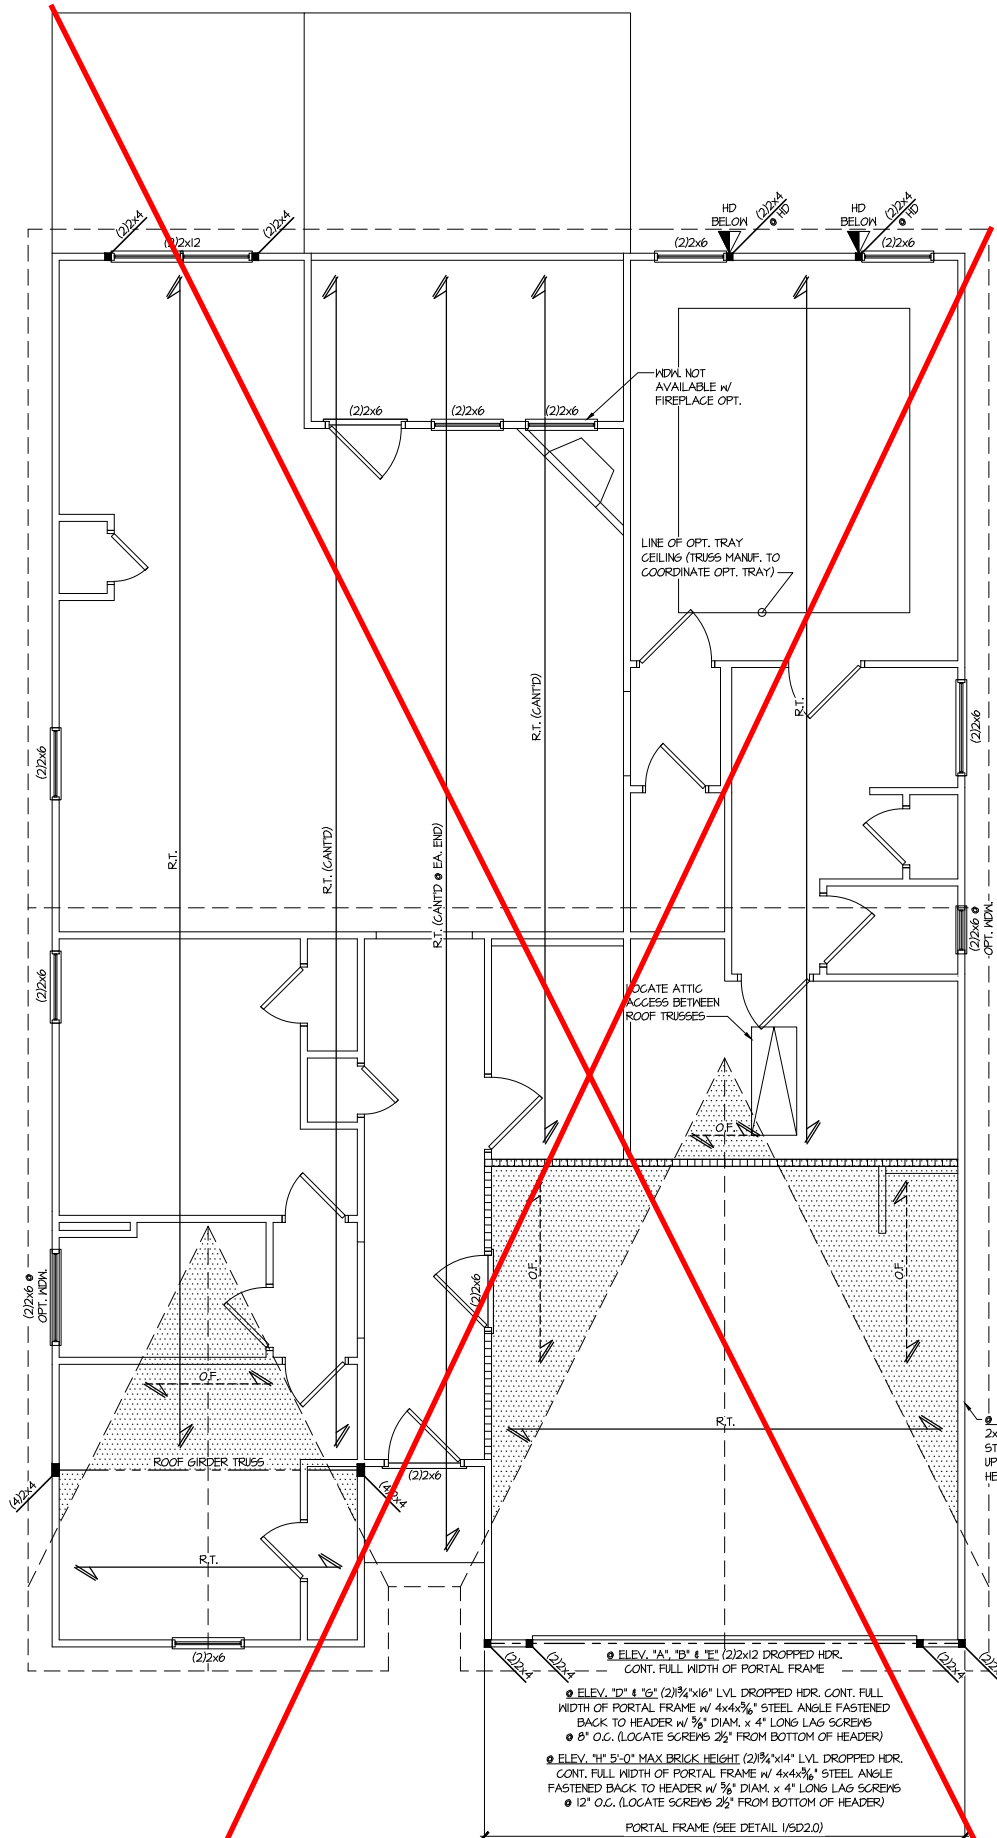 (2)2x4
(2)2x12
(2)2x4
HD
BELOW
(2)2x4
@ HD
HD
BELOW
(2)2x4
@ HD
(2)2x6
(2)2x6
WDW. NOT
AVAILABLE w/
FIREPLACE OPT.
(2)2x6
(2)2x6
(2)2x6
LINE OF OPT. TRAY
CEILING (TRUSS MANUF. TO
COORDINATE OPT. TRAY)
R.T. (CANT'D)
R.T.
(2)2x6
(2)2x6
R.T.
R.T. (CANT'D)
R.T. (CANT'D @ EA. END)
(2)2x6 @
OPT. WDW.
(2)2x6
LOCATE ATTIC
ACCESS BETWEEN
ROOF TRUSSES
O.F.
(2)2x6 @
OPT. WDW.
O.F.
O.F.
(2)2x6
O.F.
R.T.
@
2x
ST
UP
HE
ROOF GIRDER TRUSS
(4)2x4
(4)2x4
(2)2x6
R.T.
(2)2x6
(2)2x4
(2)2x4
(2)2x4
(2)2x
@ ELEV. "A", "B" & "E" (2)2x12 DROPPED HDR.
CONT. FULL WIDTH OF PORTAL FRAME
@ ELEV. "D" & "G" (2)1¾"x16" LVL DROPPED HDR. CONT. FULL
WIDTH OF PORTAL FRAME w/ 4x4x5/16" STEEL ANGLE FASTENED
BACK TO HEADER w/ 5/8" DIAM. x 4" LONG LAG SCREWS
@ 8" O.C. (LOCATE SCREWS 2½" FROM BOTTOM OF HEADER)
@ ELEV. "H" 5'-0" MAX BRICK HEIGHT (2)1¾"x14" LVL DROPPED HDR.
CONT. FULL WIDTH OF PORTAL FRAME w/ 4x4x5/16" STEEL ANGLE
FASTENED BACK TO HEADER w/ 5/8" DIAM. x 4" LONG LAG SCREWS
@ 12" O.C. (LOCATE SCREWS 2½" FROM BOTTOM OF HEADER)
PORTAL FRAME (SEE DETAIL 1/SD2.0)